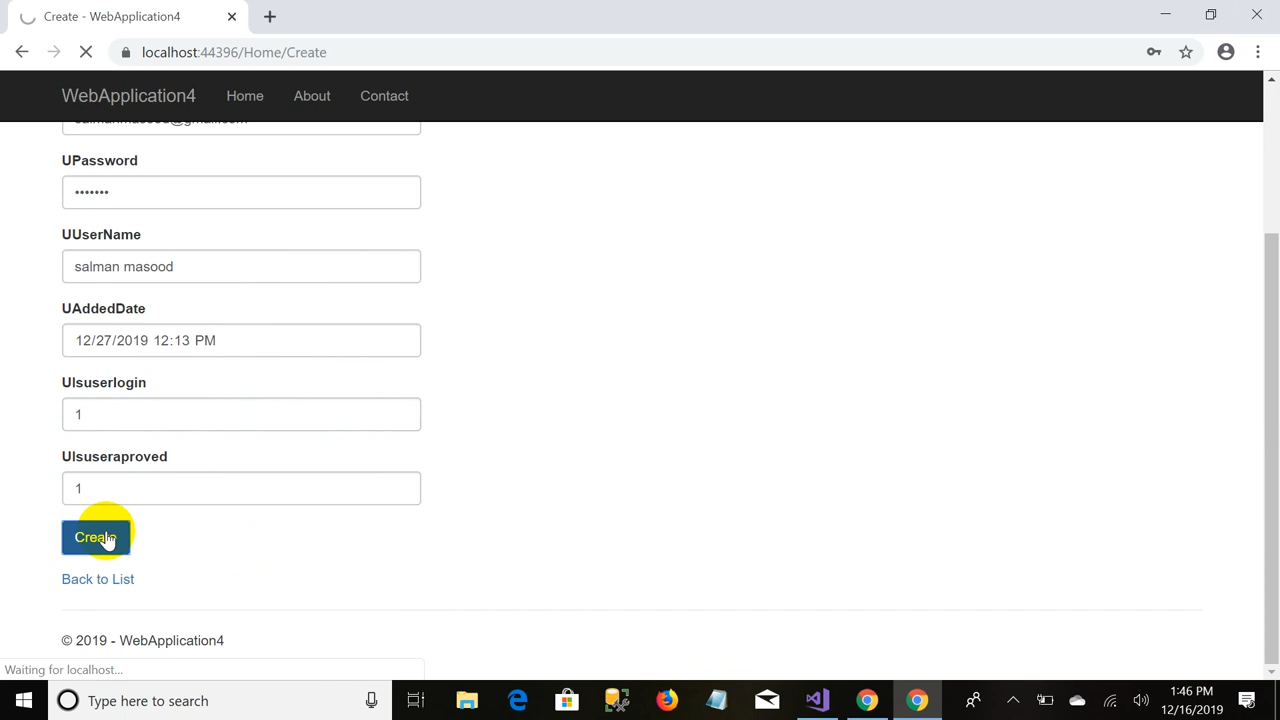 Create - WebApplication4
localhost:44396/Home/Create
WebApplication4 Home About Contact
UPassword
•••••••
UUserName
salman masood
UAddedDate
12/27/2019 12:13 PM
UIsuserlogin
1
UIsuseraproved
1
Create
Back to List
© 2019 - WebApplication4
Waiting for localhost...
Type here to search
1:46 PM
12/16/2019